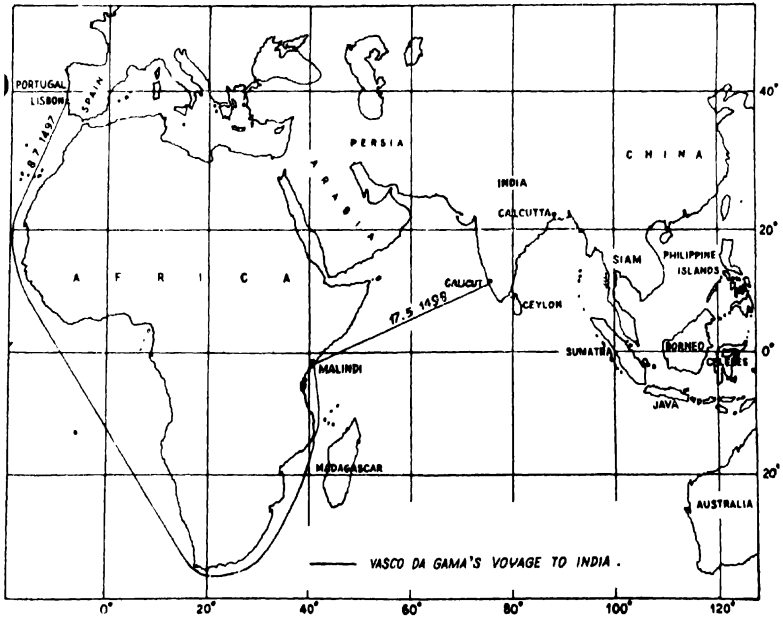 PORTUGAL
LISBON
SPAIN
8 7 1497
40°
PERSIA
CHINA
ARABIA
INDIA
CALCUTTA
20°
SIAM
PHILIPPINE
ISLANDS
AFRICA
CALICUT
17.5 1498
CEYLON
SUMATRA
BORNEO
CELEBES
0°
MALINDI
JAVA
MADAGASCAR
20°
AUSTRALIA
VASCO DA GAMA'S VOYAGE TO INDIA .
0° 20° 40° 60° 80° 100° 120°